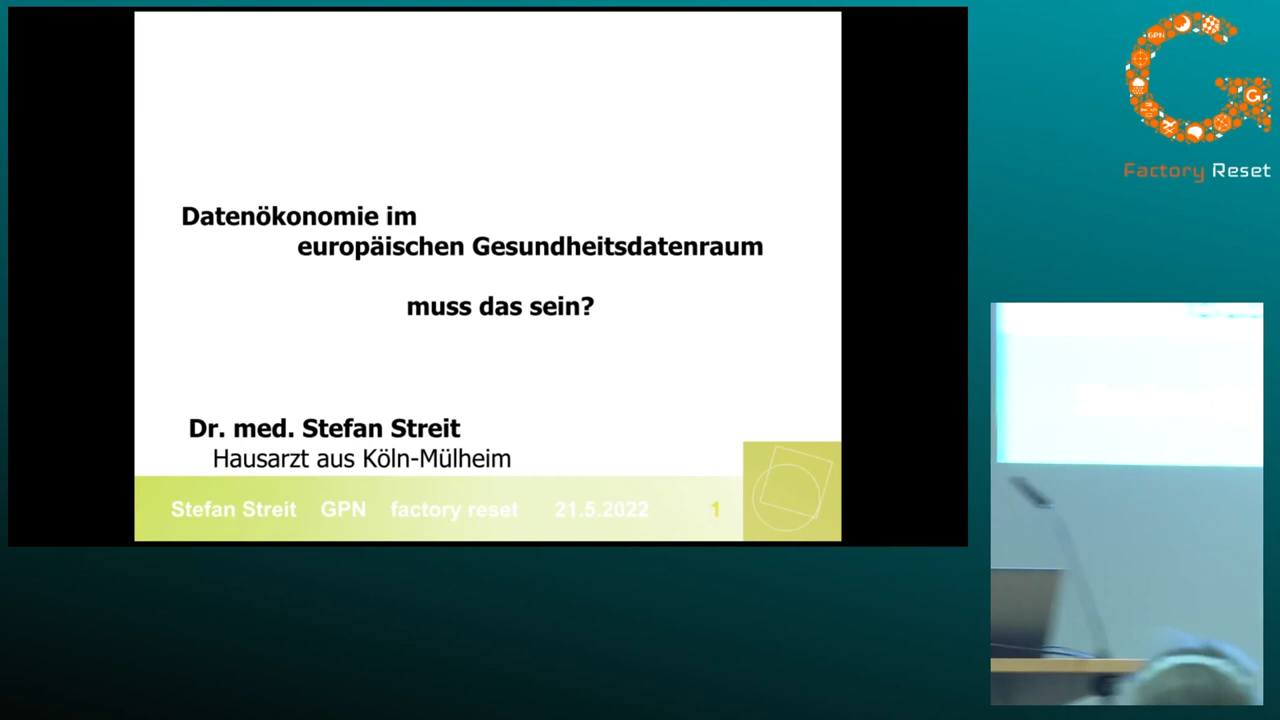 Datenökonomie im
europäischen Gesundheitsdatenraum
muss das sein?
Dr. med. Stefan Streit
Hausarzt aus Köln-Mülheim
Stefan Streit GPN factory reset 21.5.2022 1
GPN
Factory Reset